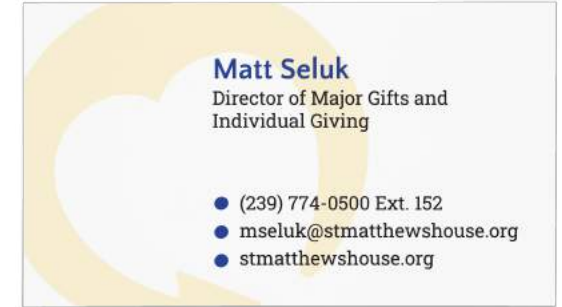 Matt Seluk
Director of Major Gifts and
Individual Giving
(239) 774-0500 Ext. 152
mseluk@stmatthewshouse.org
stmatthewshouse.org